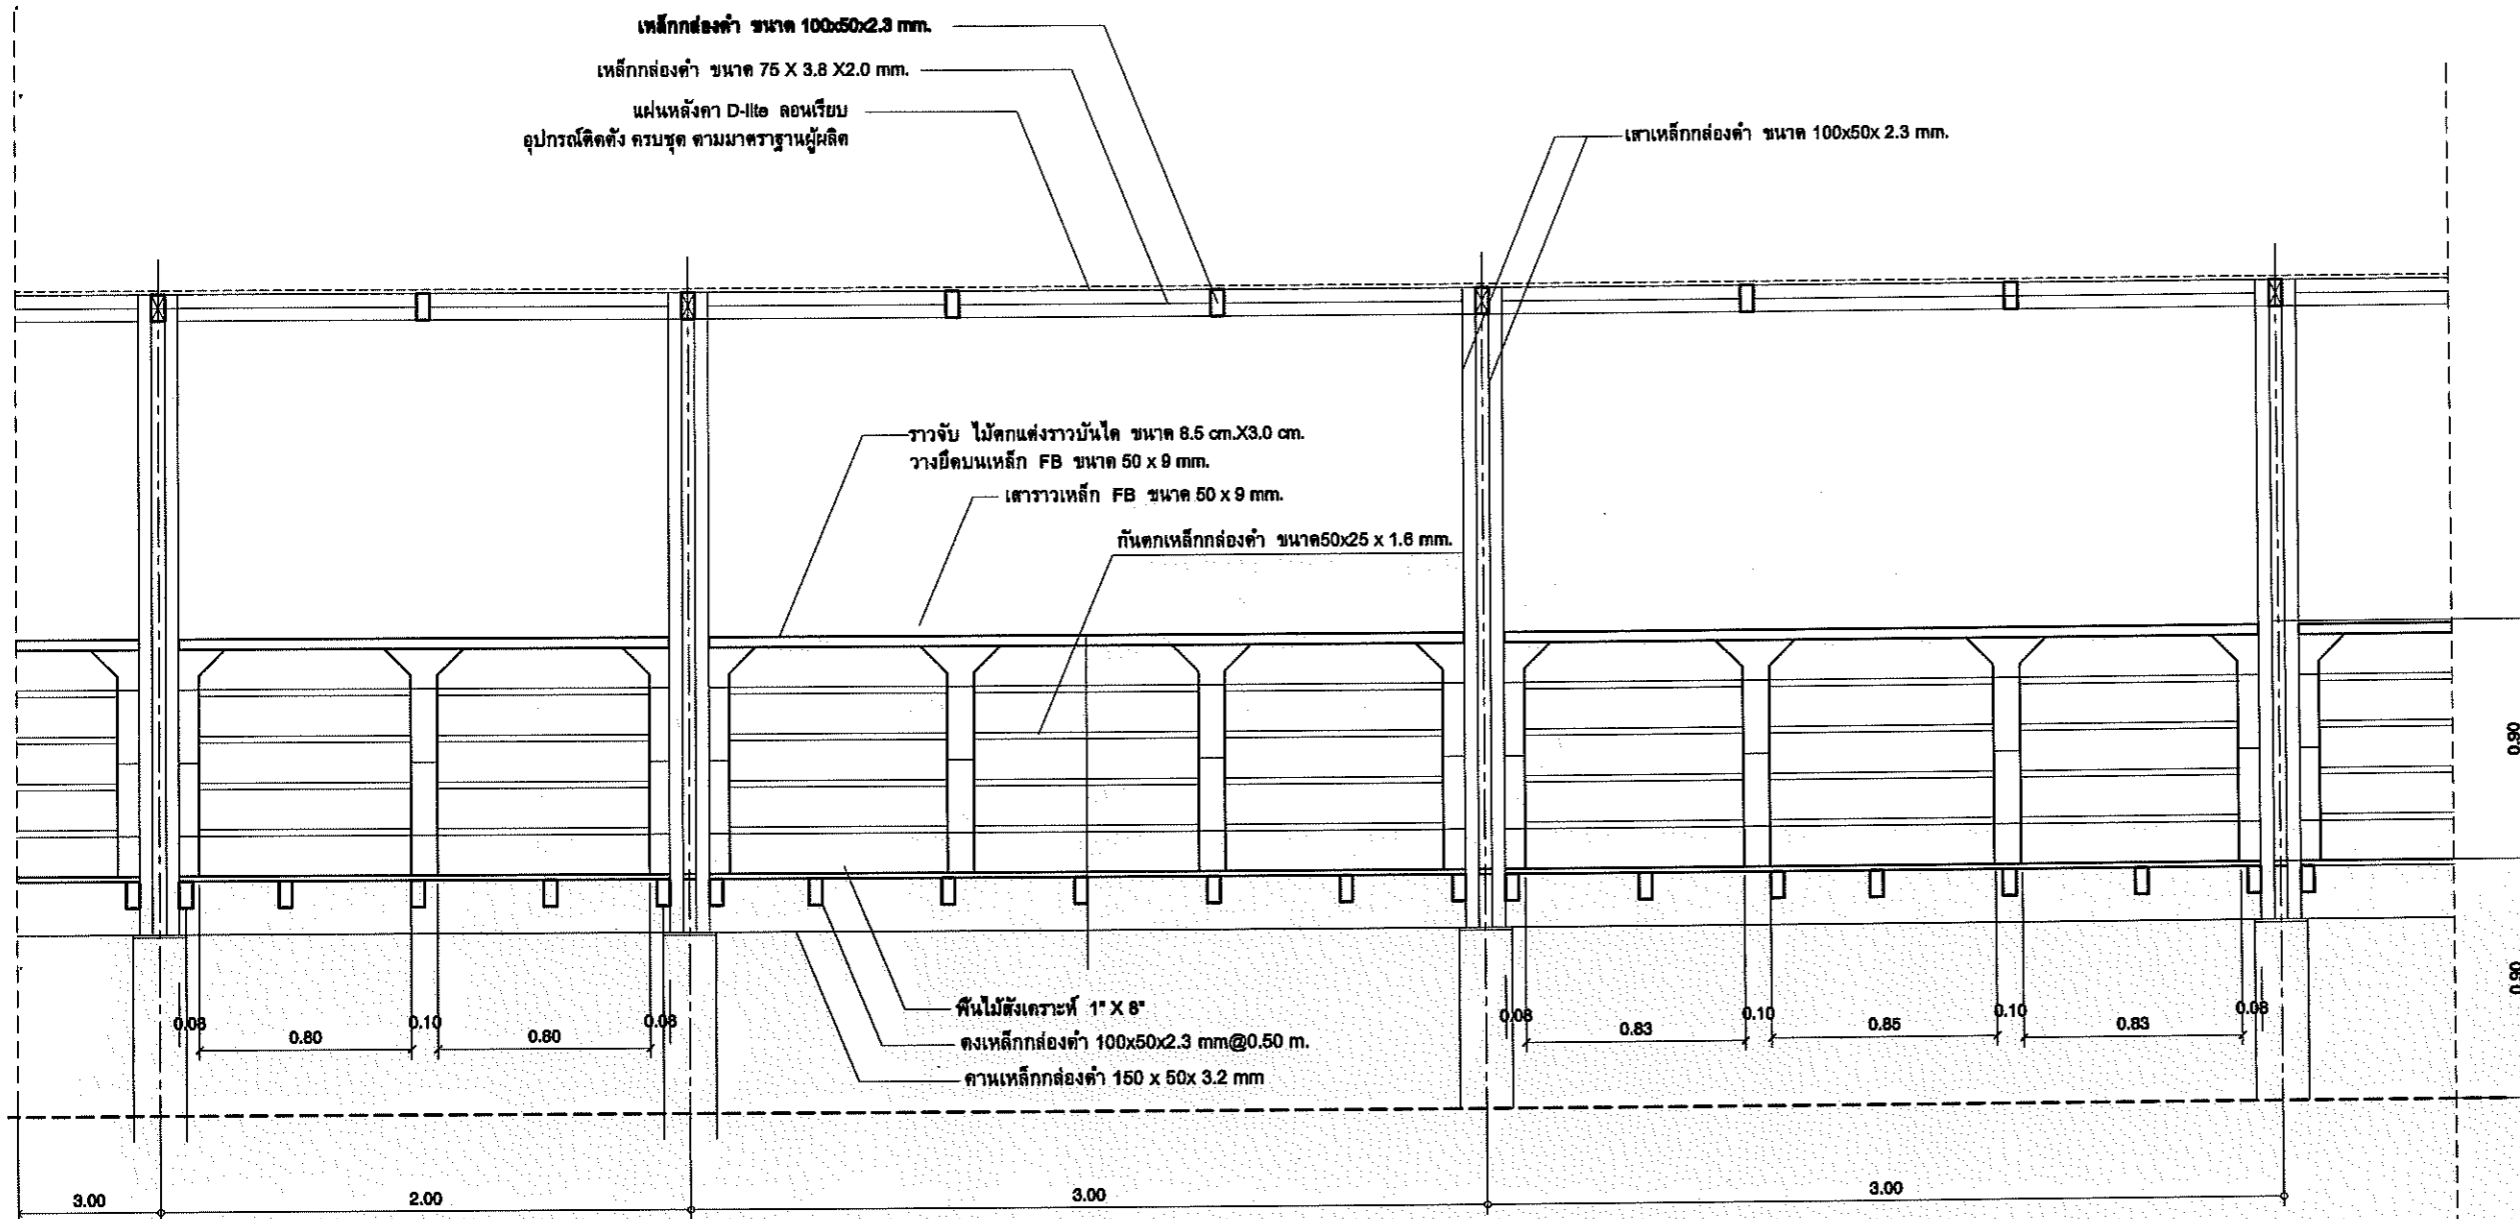 เหล็กกล่องดำ ขนาด 100x50x2.3 mm.
เหล็กกล่องดำ ขนาด 75 X 3.8 X2.0 mm.
แผ่นหลังคา D-lite ลอนเรียบ
อุปกรณ์ติดตั้ง ครบชุด ตามมาตราฐานผู้ผลิต
เสาเหล็กกล่องดำ ขนาด 100x50x 2.3 mm.
ราวจับ ไม้ตกแต่งราวบันได ขนาด 8.5 cm.X3.0 cm.
วางยึดบนเหล็ก FB ขนาด 50 x 9 mm.
เสาราวเหล็ก FB ขนาด 50 x 9 mm.
กันตกเหล็กกล่องดำ ขนาด50x25 x 1.6 mm.
0.90
0.90
พื้นไม้สังเคราะห์ 1" X 8"
ตงเหล็กกล่องดำ 100x50x2.3 mm@0.50 m.
คานเหล็กกล่องดำ 150 x 50x 3.2 mm
0.08 0.80 0.10 0.80 0.08
0.08 0.83 0.10 0.85 0.10 0.83 0.08
3.00 2.00 3.00 3.00